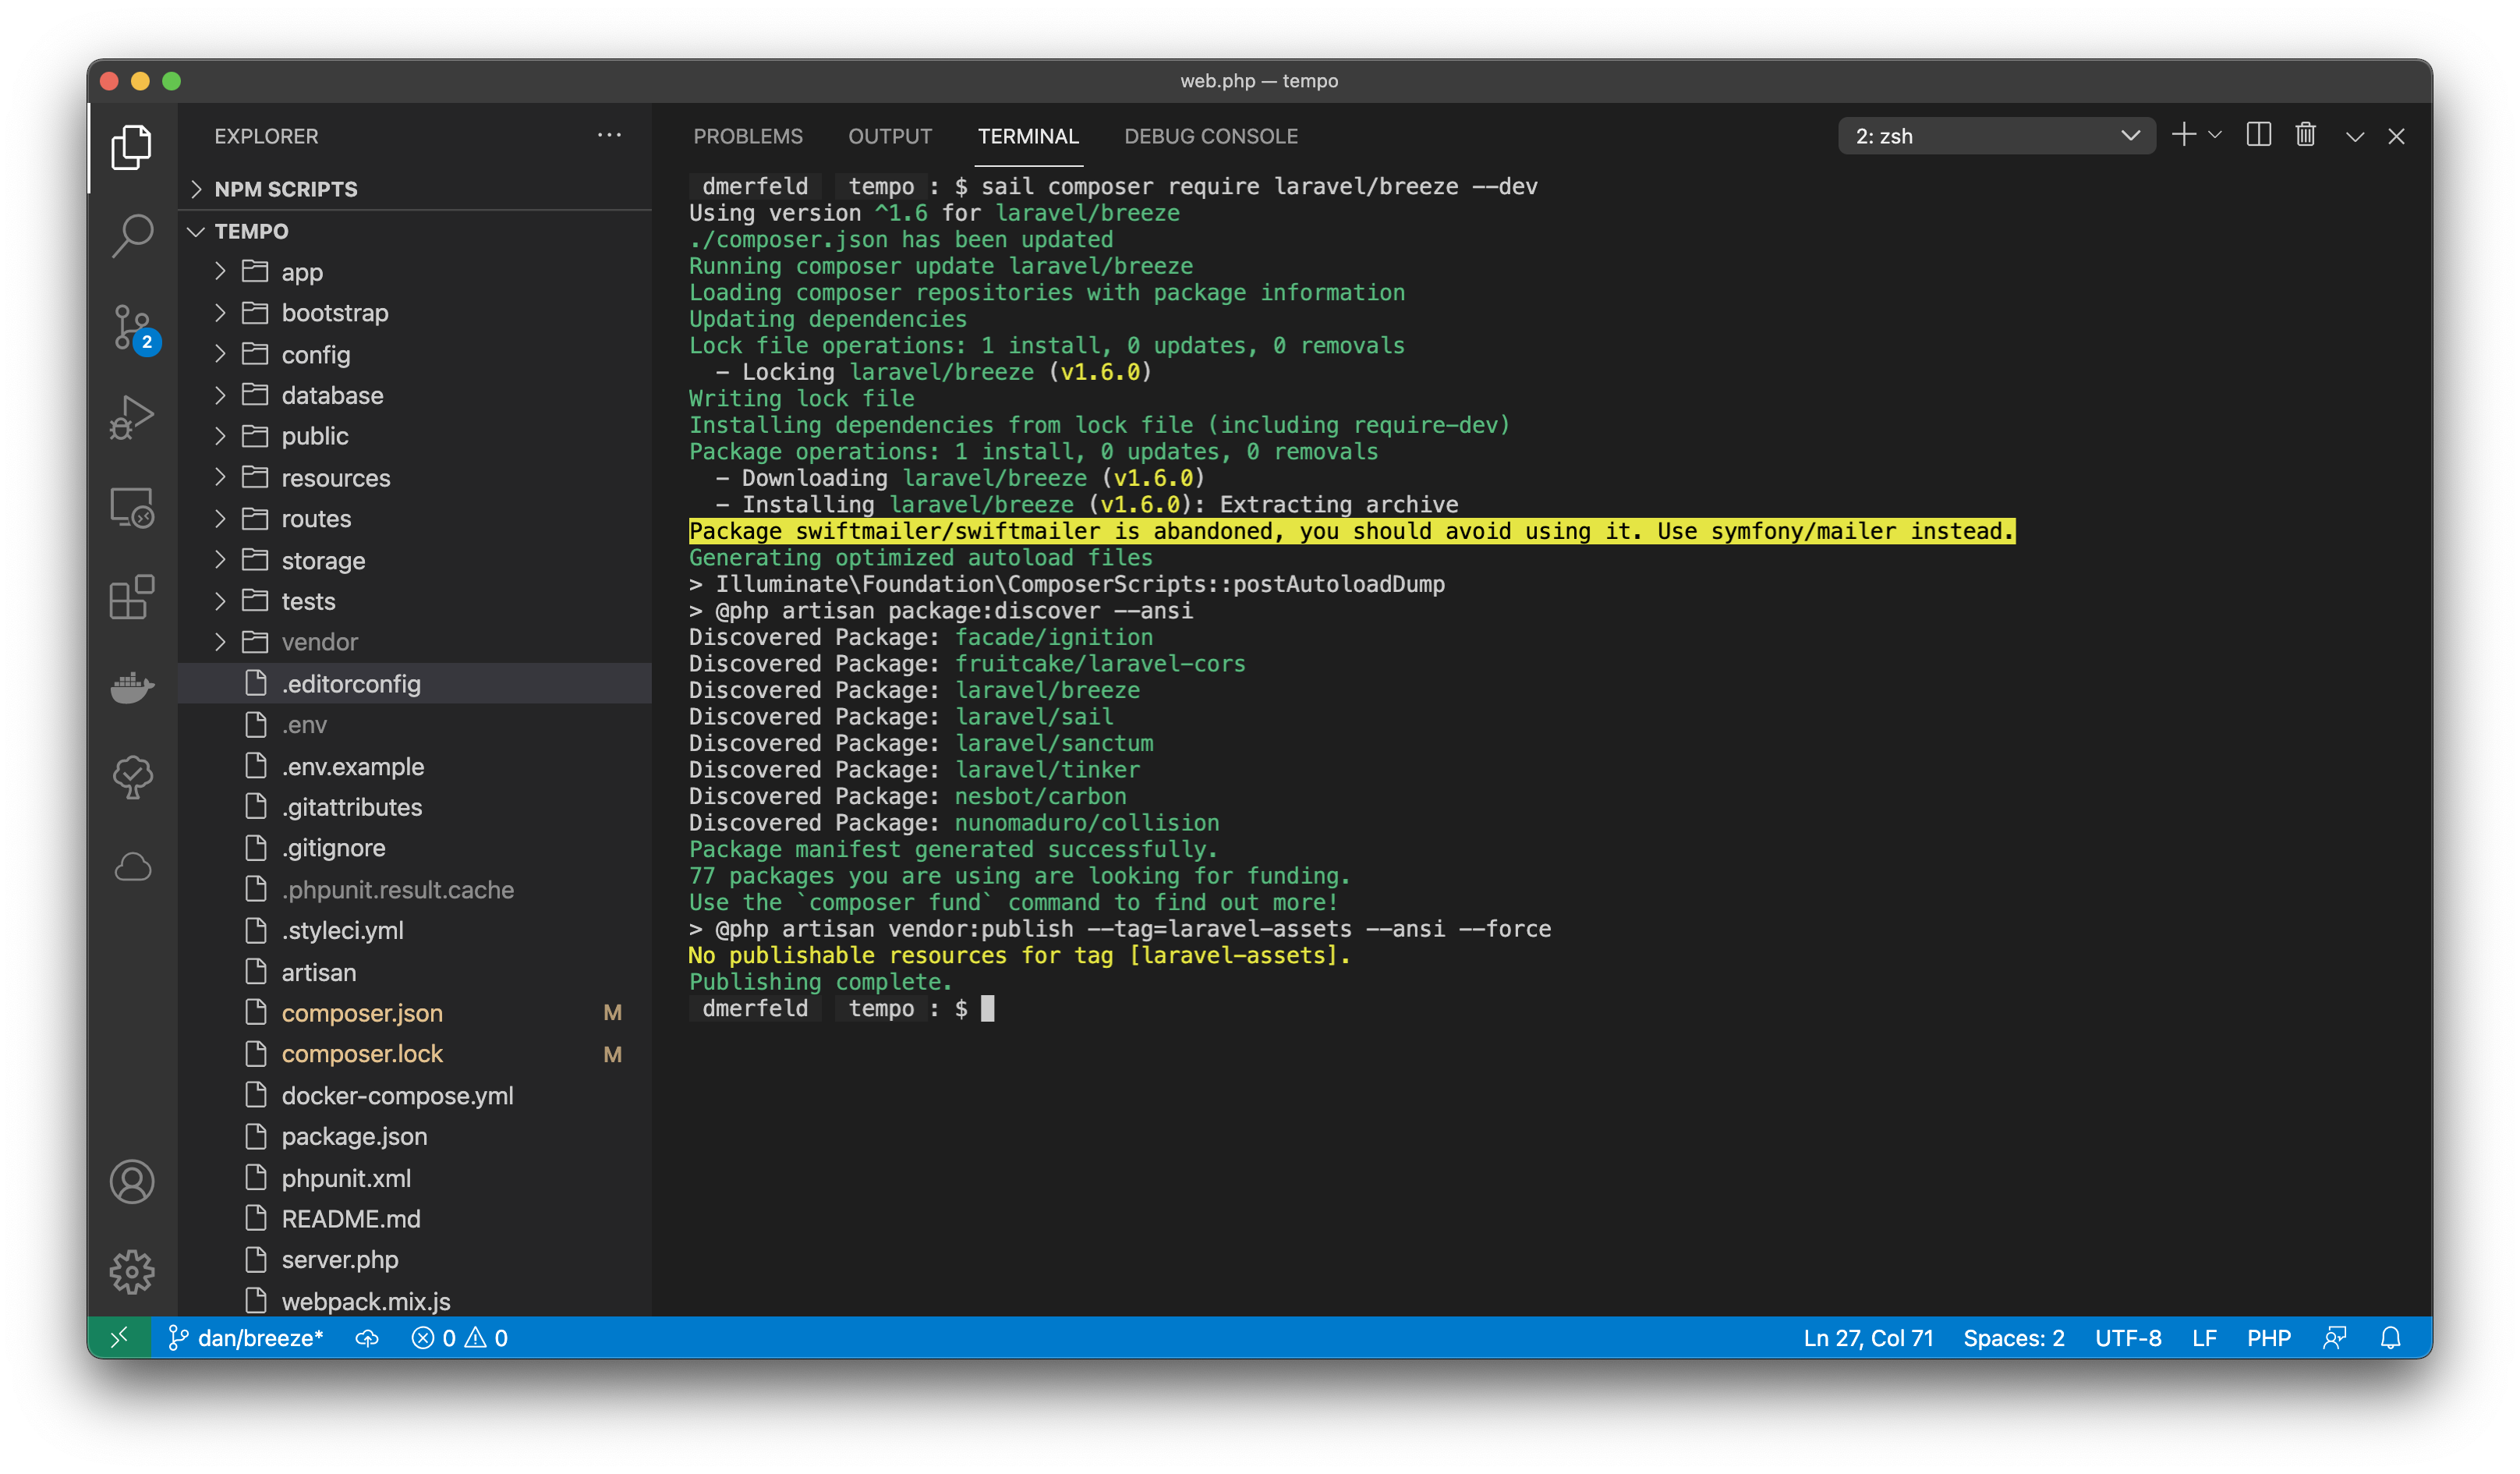 web.php — tempo
EXPLORER
NPM SCRIPTS
TEMPO
app
bootstrap
config
database
public
resources
routes
storage
tests
vendor
.editorconfig
.env
.env.example
.gitattributes
.gitignore
.phpunit.result.cache
.styleci.yml
artisan
composer.json M
composer.lock M
docker-compose.yml
package.json
phpunit.xml
README.md
server.php
webpack.mix.js
2
PROBLEMS OUTPUT TERMINAL DEBUG CONSOLE 2: zsh
dmerfeld tempo : $ sail composer require laravel/breeze --dev
Using version ^1.6 for laravel/breeze
./composer.json has been updated
Running composer update laravel/breeze
Loading composer repositories with package information
Updating dependencies
Lock file operations: 1 install, 0 updates, 0 removals
  - Locking laravel/breeze (v1.6.0)
Writing lock file
Installing dependencies from lock file (including require-dev)
Package operations: 1 install, 0 updates, 0 removals
  - Downloading laravel/breeze (v1.6.0)
  - Installing laravel/breeze (v1.6.0): Extracting archive
Package swiftmailer/swiftmailer is abandoned, you should avoid using it. Use symfony/mailer instead.
Generating optimized autoload files
> Illuminate\Foundation\ComposerScripts::postAutoloadDump
> @php artisan package:discover --ansi
Discovered Package: facade/ignition
Discovered Package: fruitcake/laravel-cors
Discovered Package: laravel/breeze
Discovered Package: laravel/sail
Discovered Package: laravel/sanctum
Discovered Package: laravel/tinker
Discovered Package: nesbot/carbon
Discovered Package: nunomaduro/collision
Package manifest generated successfully.
77 packages you are using are looking for funding.
Use the `composer fund` command to find out more!
> @php artisan vendor:publish --tag=laravel-assets --ansi --force
No publishable resources for tag [laravel-assets].
Publishing complete.
dmerfeld tempo : $
dan/breeze* 0 0 Ln 27, Col 71 Spaces: 2 UTF-8 LF PHP